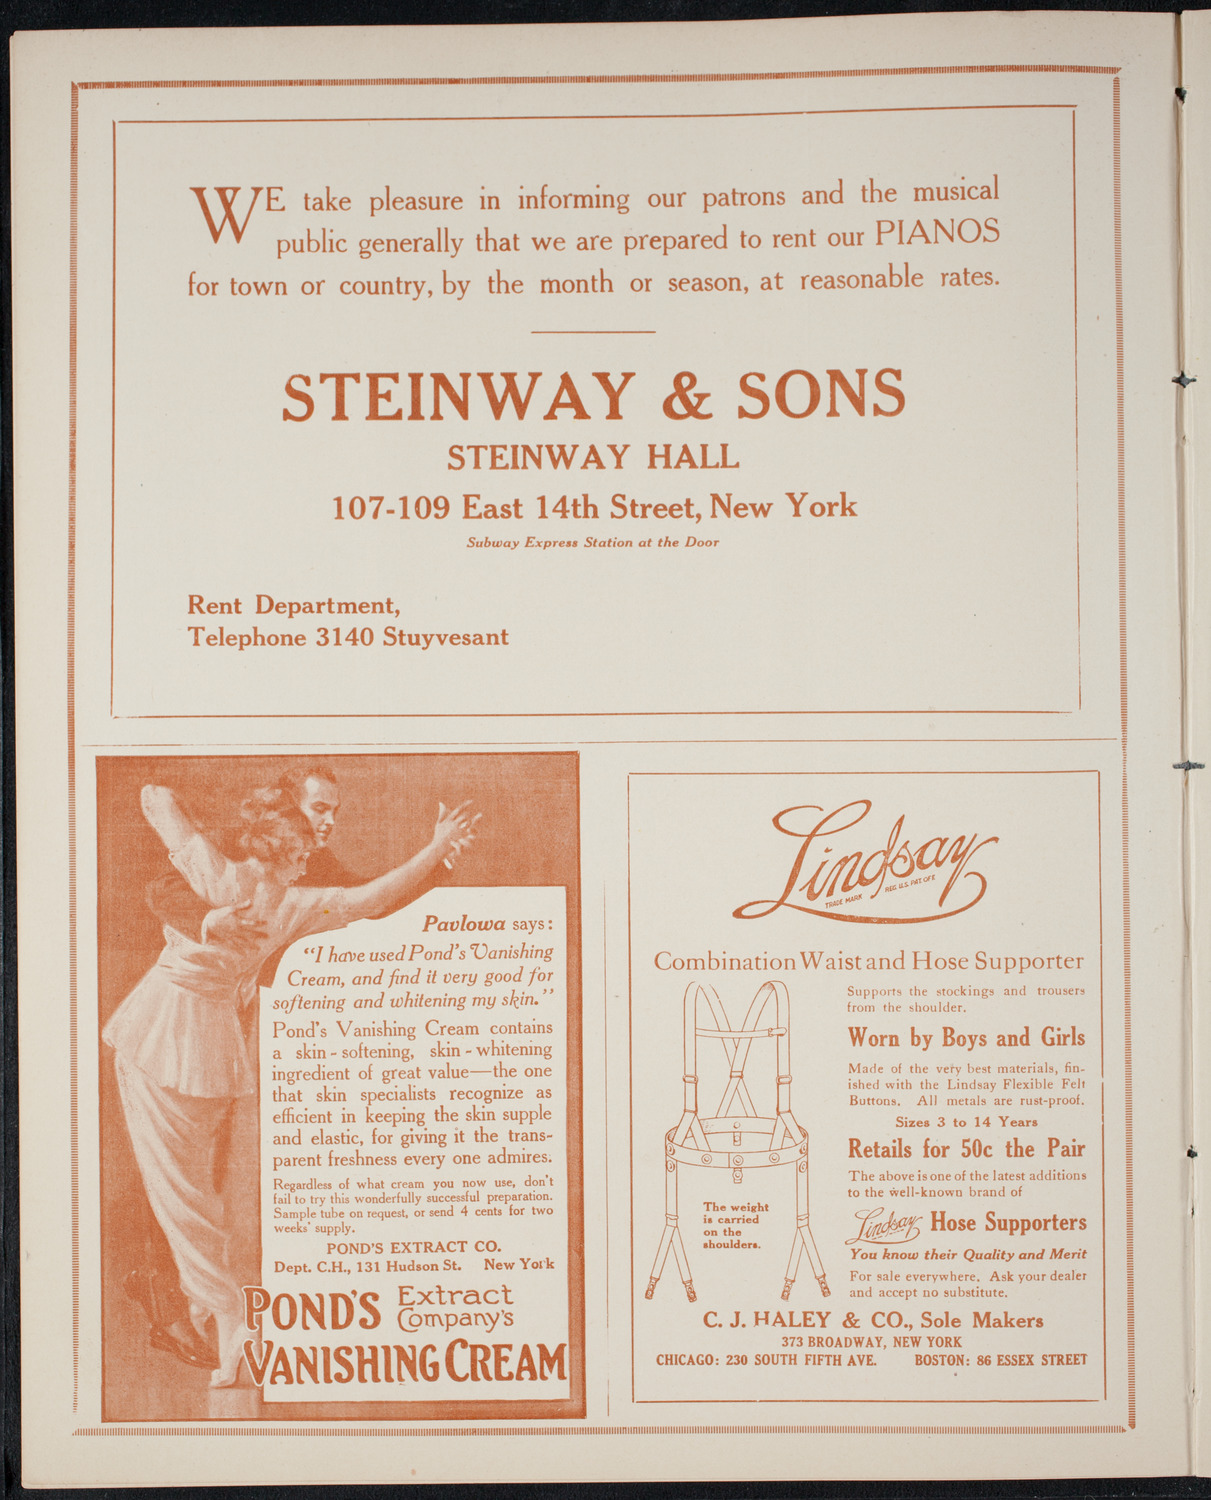 WE take pleasure in informing our patrons and the musical
public generally that we are prepared to rent our PIANOS
for town or country, by the month or season, at reasonable rates.
STEINWAY & SONS
STEINWAY HALL
107-109 East 14th Street, New York
Subway Express Station at the Door
Rent Department,
Telephone 3140 Stuyvesant
Pavlowa says:
“I have used Pond's Vanishing
Cream, and find it very good for
softening and whitening my skin.”
Pond's Vanishing Cream contains
a skin-softening, skin-whitening
ingredient of great value—the one
that skin specialists recognize as
efficient in keeping the skin supple
and elastic, for giving it the trans-
parent freshness every one admires.
Regardless of what cream you now use, don't
fail to try this wonderfully successful preparation.
Sample tube on request, or send 4 cents for two
weeks' supply.
POND'S EXTRACT CO.
Dept. C.H., 131 Hudson St. New York
POND'S Extract
Company's
VANISHING CREAM
Lindsay
TRADE MARK REG. U.S. PAT. OFF.
Combination Waist and Hose Supporter
Supports the stockings and trousers
from the shoulder.
Worn by Boys and Girls
Made of the very best materials, fin-
ished with the Lindsay Flexible Felt
Buttons. All metals are rust-proof.
Sizes 3 to 14 Years
Retails for 50c the Pair
The above is one of the latest additions
to the well-known brand of
Lindsay Hose Supporters
You know their Quality and Merit
For sale everywhere. Ask your dealer
and accept no substitute.
The weight
is carried
on the
shoulders.
C. J. HALEY & CO., Sole Makers
373 BROADWAY, NEW YORK
CHICAGO: 230 SOUTH FIFTH AVE. BOSTON: 86 ESSEX STREET